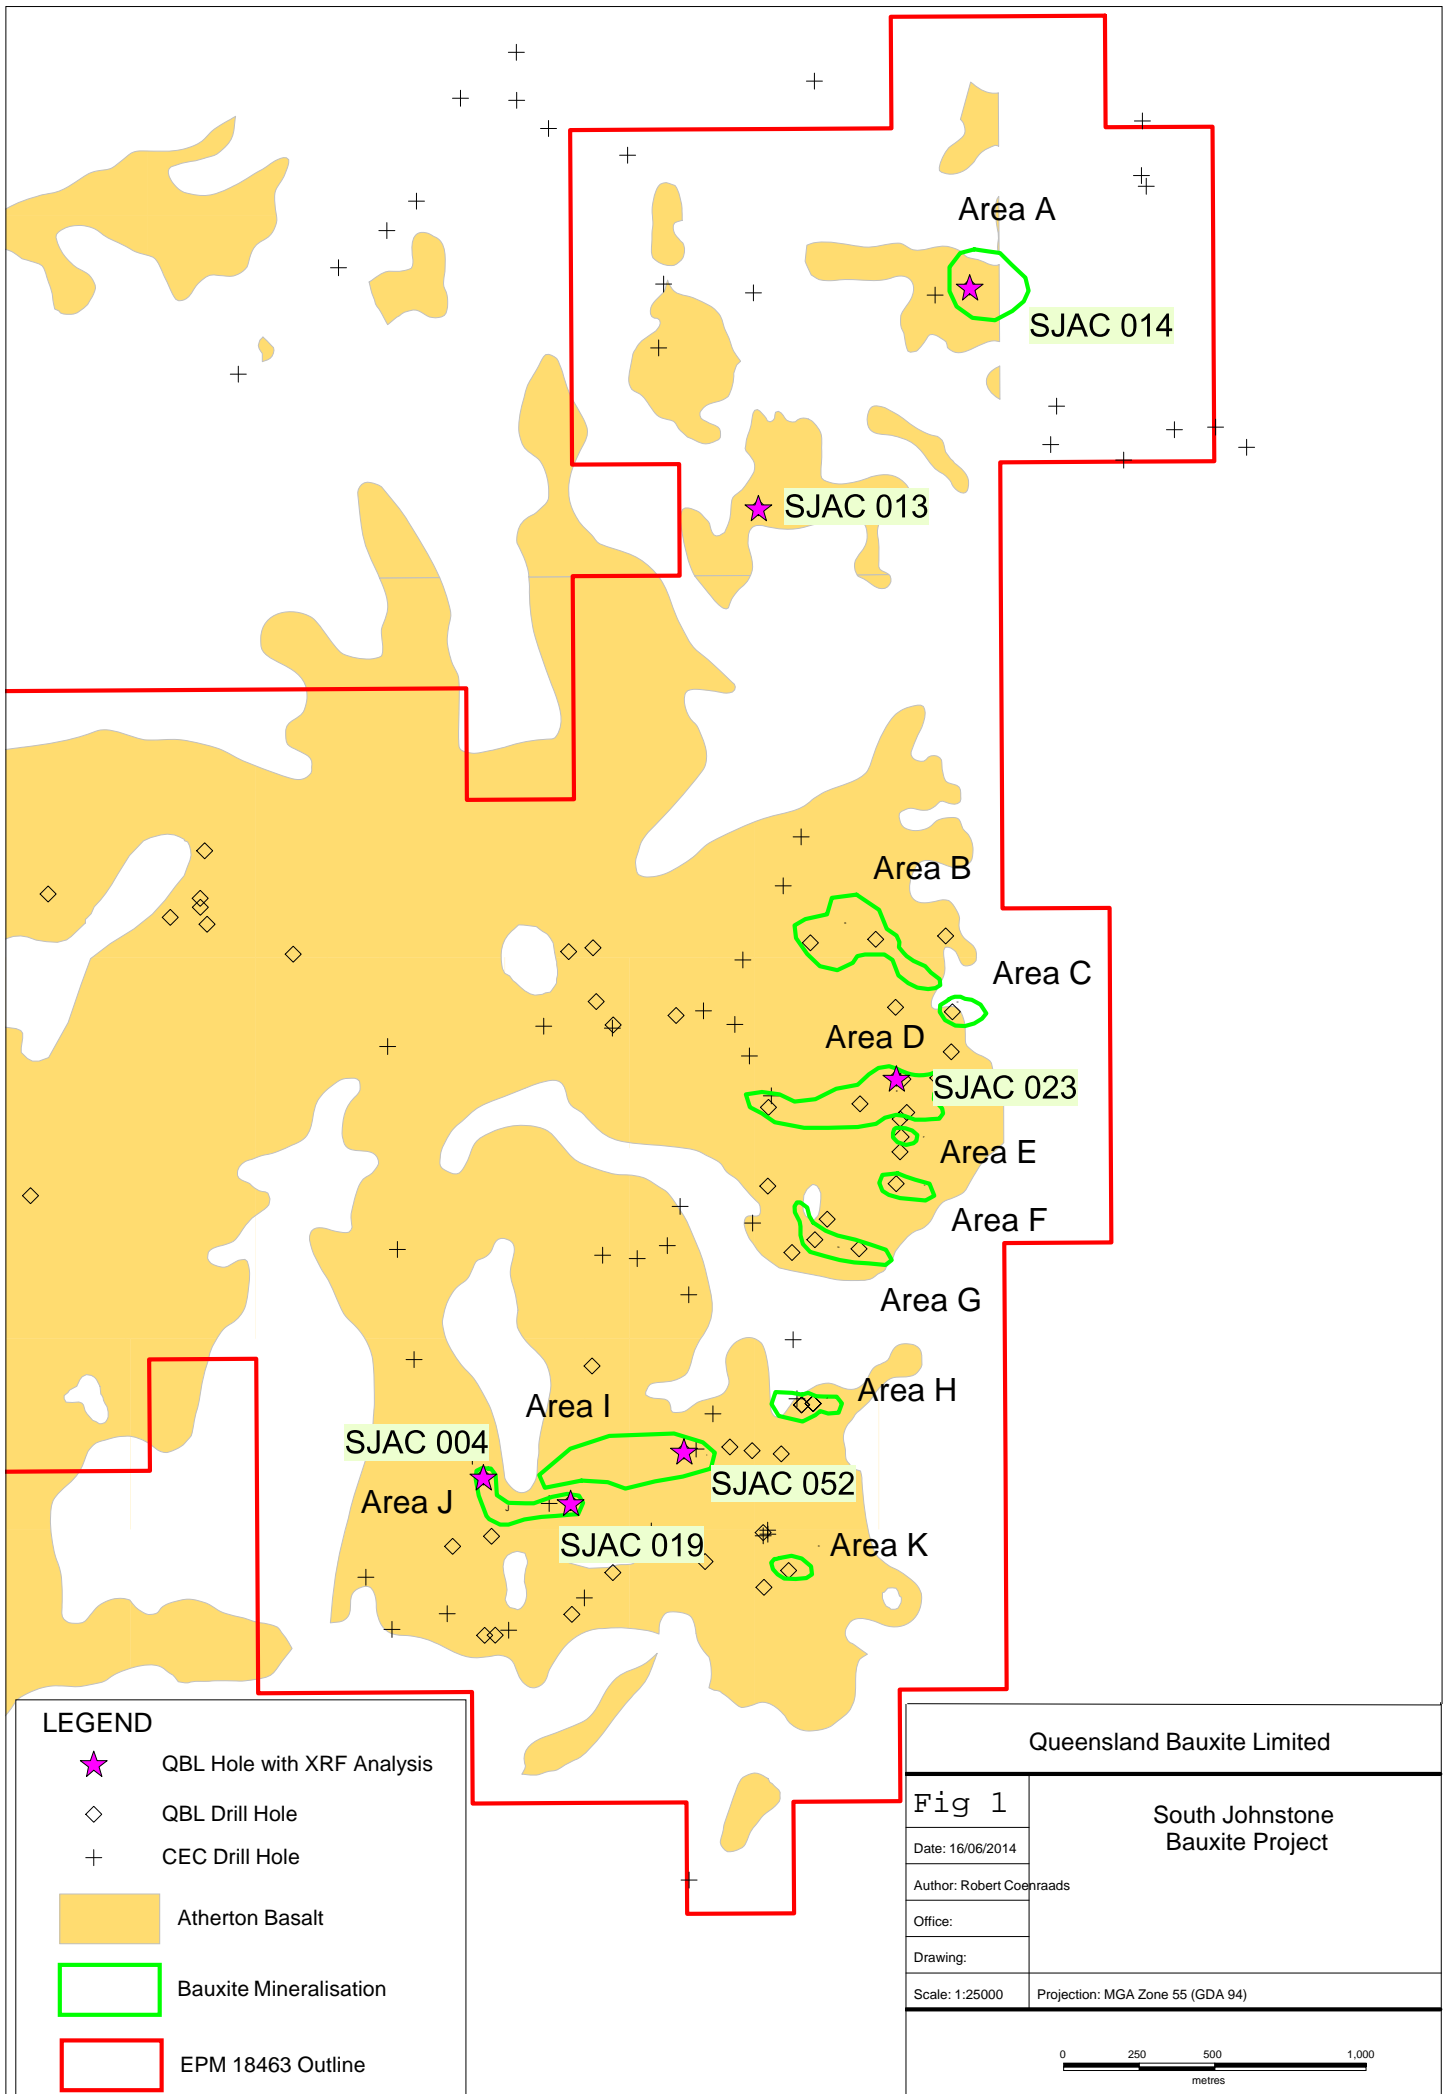 Area A
SJAC 014
SJAC 013
Area B
Area C
Area D
SJAC 023
Area E
Area F
Area G
Area H
Area I
SJAC 004
SJAC 052
Area J
SJAC 019
Area K
LEGEND
QBL Hole with XRF Analysis
QBL Drill Hole
CEC Drill Hole
Atherton Basalt
Bauxite Mineralisation
EPM 18463 Outline
Queensland Bauxite Limited
Fig 1
South Johnstone
Bauxite Project
Date: 16/06/2014
Author: Robert Coenraads
Office:
Drawing:
Scale: 1:25000
Projection: MGA Zone 55 (GDA 94)
0 250 500 1,000
metres